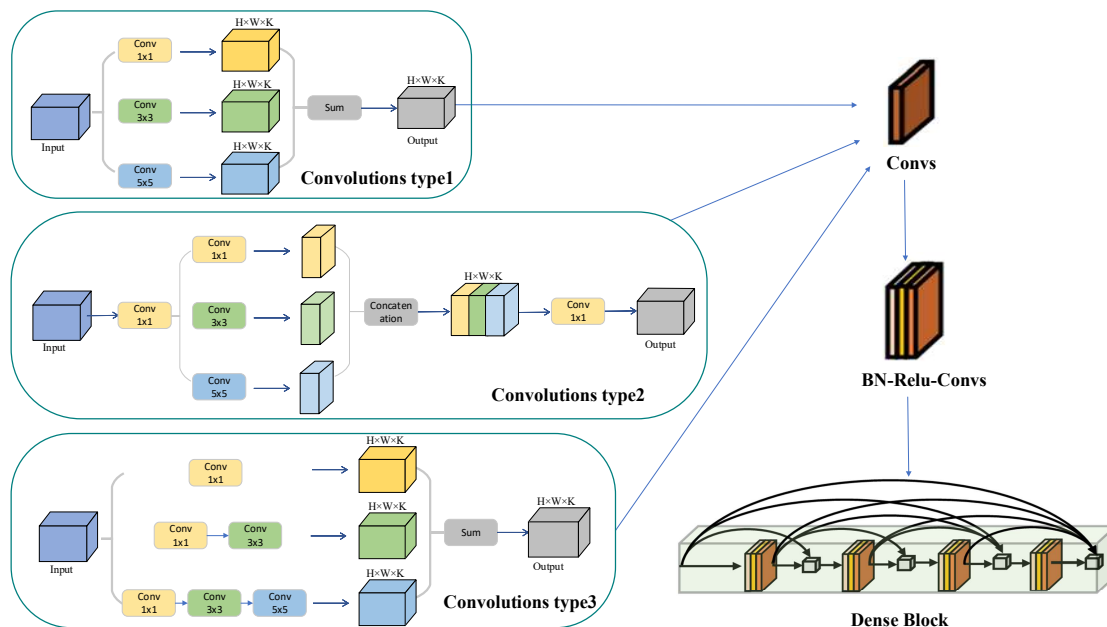 H×W×K
Conv
1x1
H×W×K
Conv
3x3
H×W×K
Sum
Input
Output
H×W×K
Conv
5x5
Convolutions type1
Convs
Conv
1x1
H×W×K
Input
Conv
1x1
Conv
3x3
Concaten
ation
Conv
1x1
Output
Conv
5x5
Convolutions type2
BN-Relu-Convs
H×W×K
Conv
1x1
H×W×K
H×W×K
Input
Conv
1x1
Conv
3x3
Sum
Output
H×W×K
Conv
1x1
Conv
3x3
Conv
5x5
Convolutions type3
Dense Block